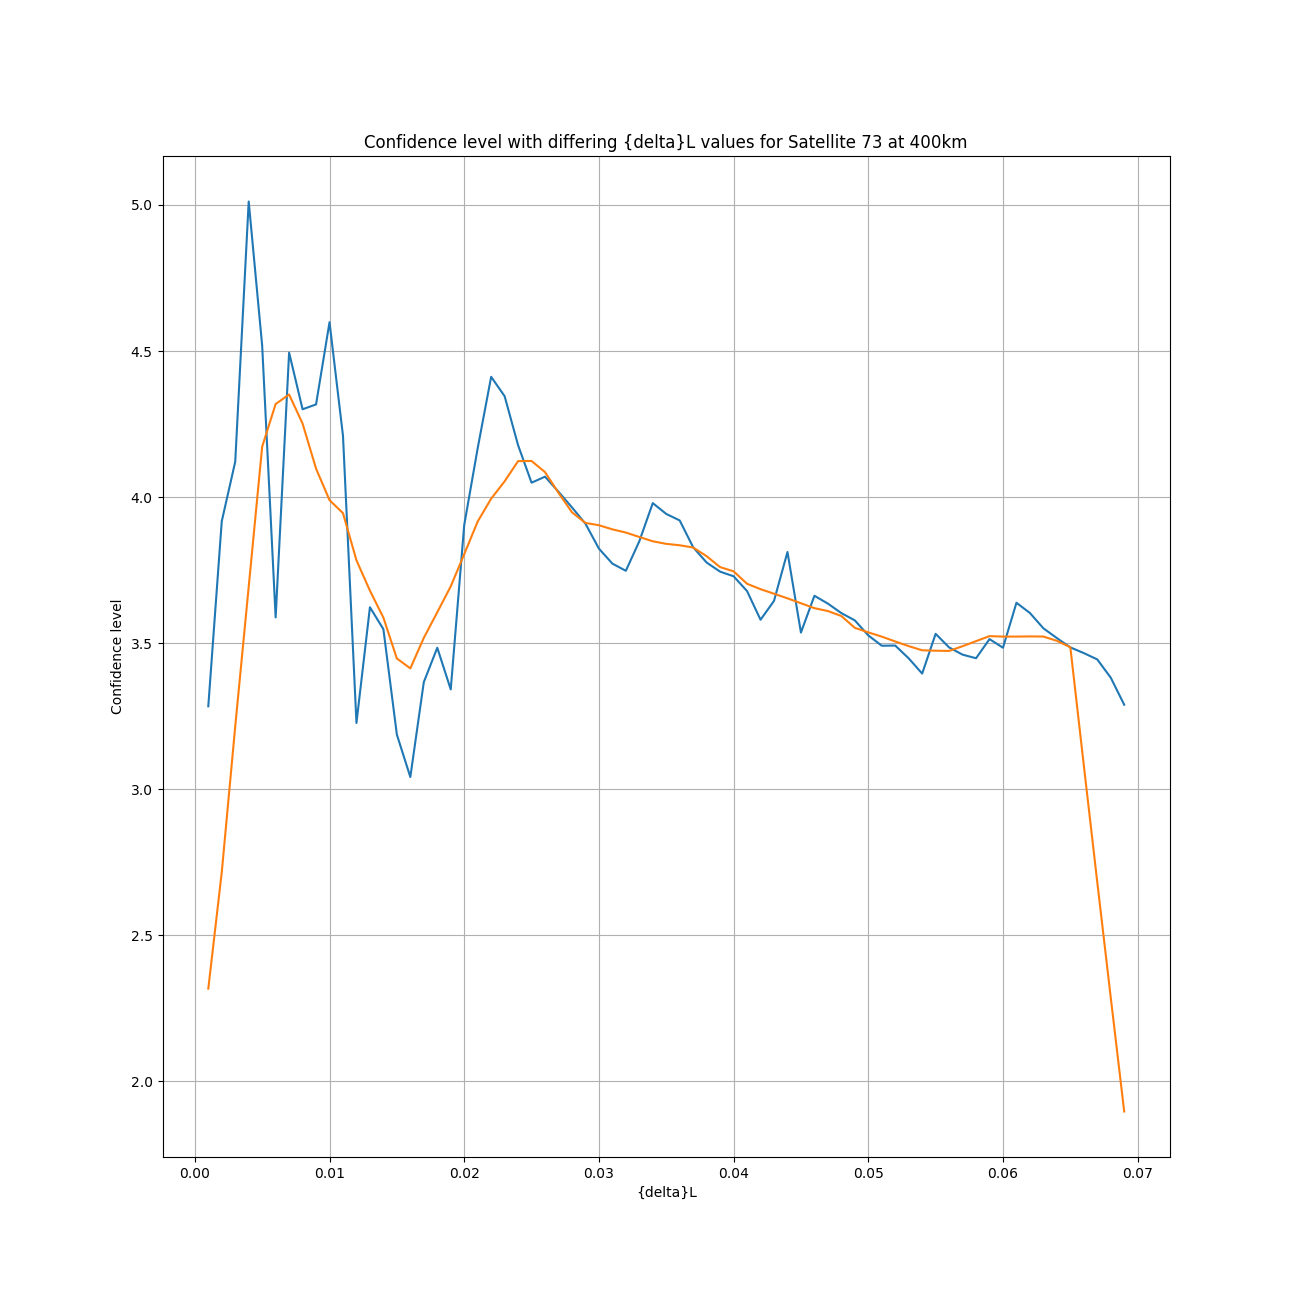 Confidence level with differing {delta}L values for Satellite 73 at 400km
5.0
4.5
4.0
3.5
3.0
2.5
2.0
Confidence level
0.00 0.01 0.02 0.03 0.04 0.05 0.06 0.07
{delta}L